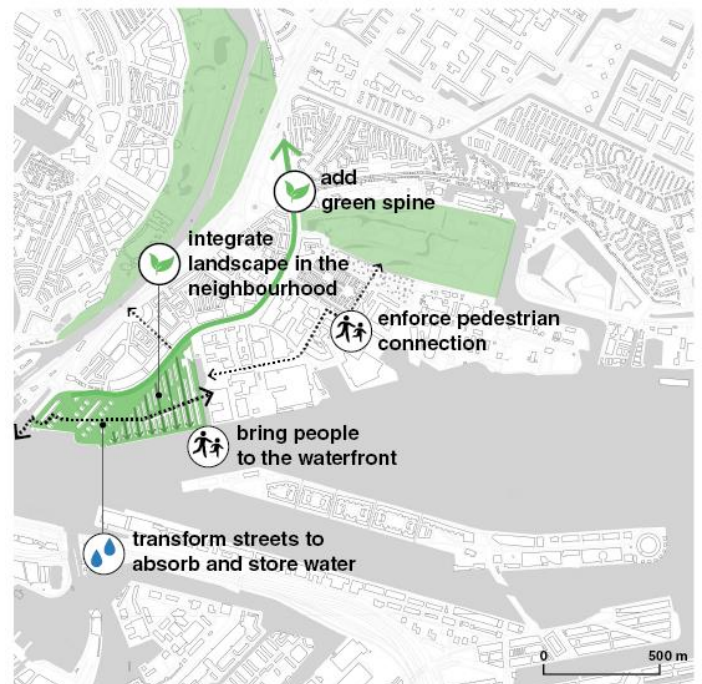 add
green spine
integrate
landscape in the
neighbourhood
enforce pedestrian
connection
bring people
to the waterfront
transform streets to
absorb and store water
0 500 m